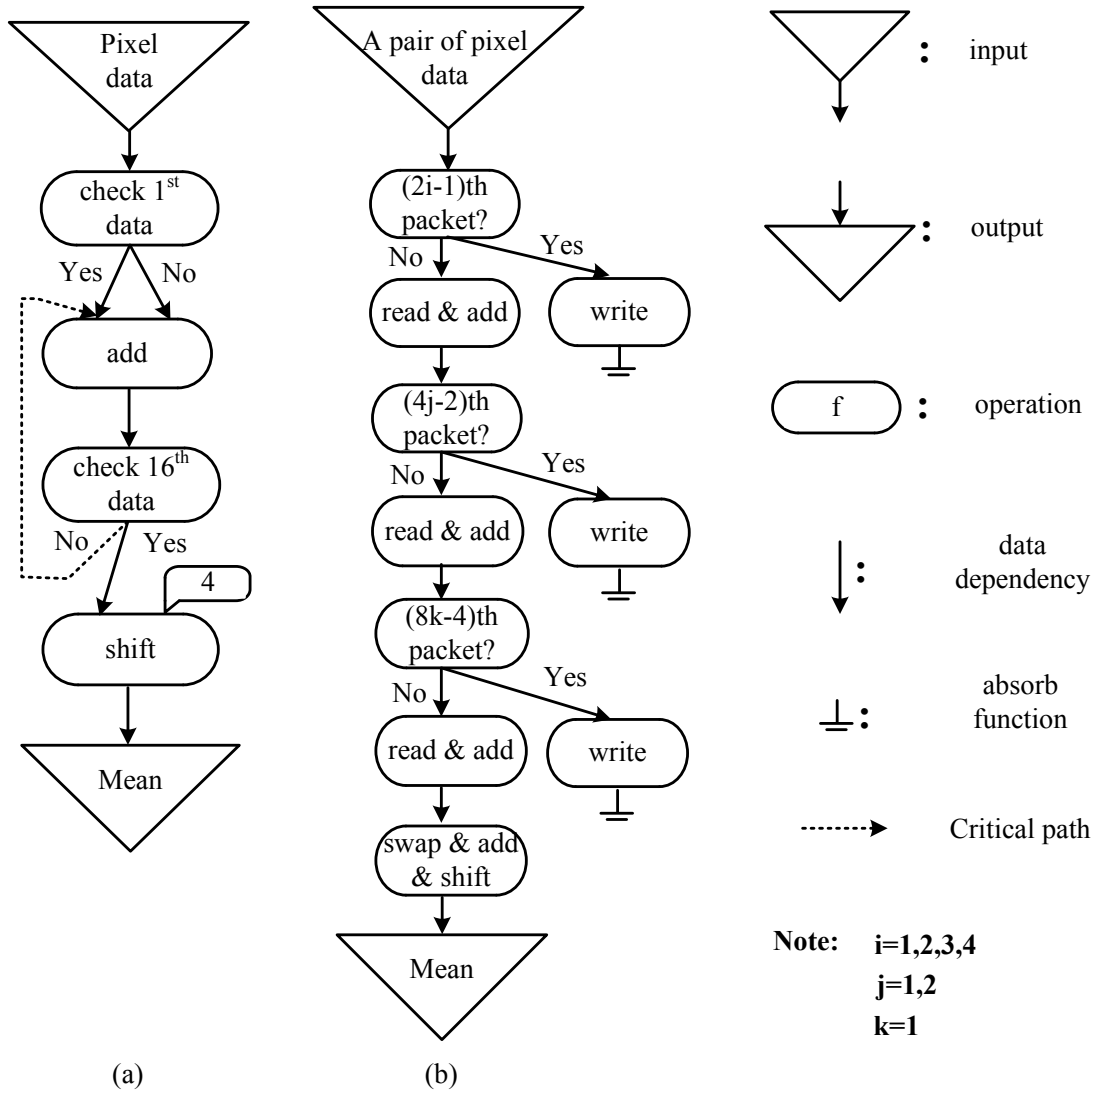 Pixel
data
check 1st
data
Yes
No
add
check 16th
data
No
Yes
4
shift
Mean
(a)
A pair of pixel
data
(2i-1)th
packet?
No
Yes
read & add
write
(4j-2)th
packet?
No
Yes
read & add
write
(8k-4)th
packet?
No
Yes
read & add
write
swap & add
& shift
Mean
(b)
: input
: output
f : operation
: data
dependency
: absorb
function
Critical path
Note: i=1,2,3,4
j=1,2
k=1